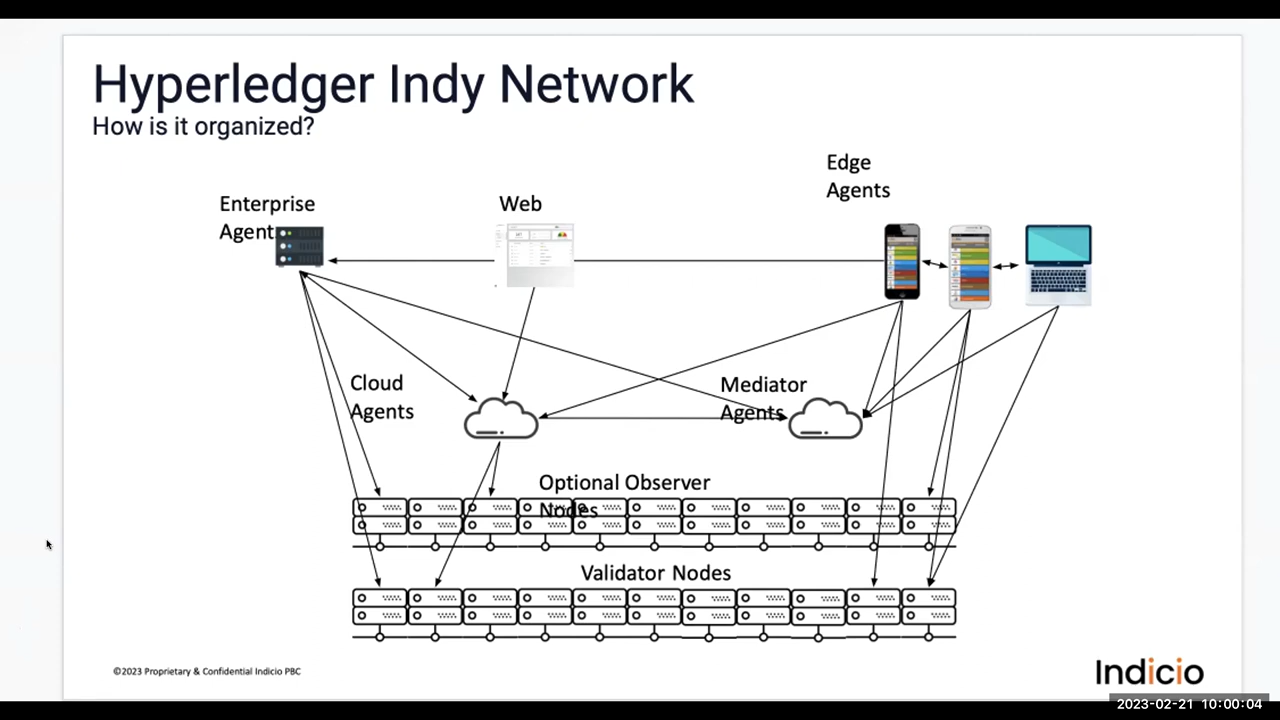 Hyperledger Indy Network
How is it organized?
Edge
Agents
Enterprise
Agent
Web
Cloud
Agents
Mediator
Agents
Optional Observer
Nodes
Validator Nodes
©2023 Proprietary & Confidential Indicio PBC
Indicio
2023-02-21 10:00:04